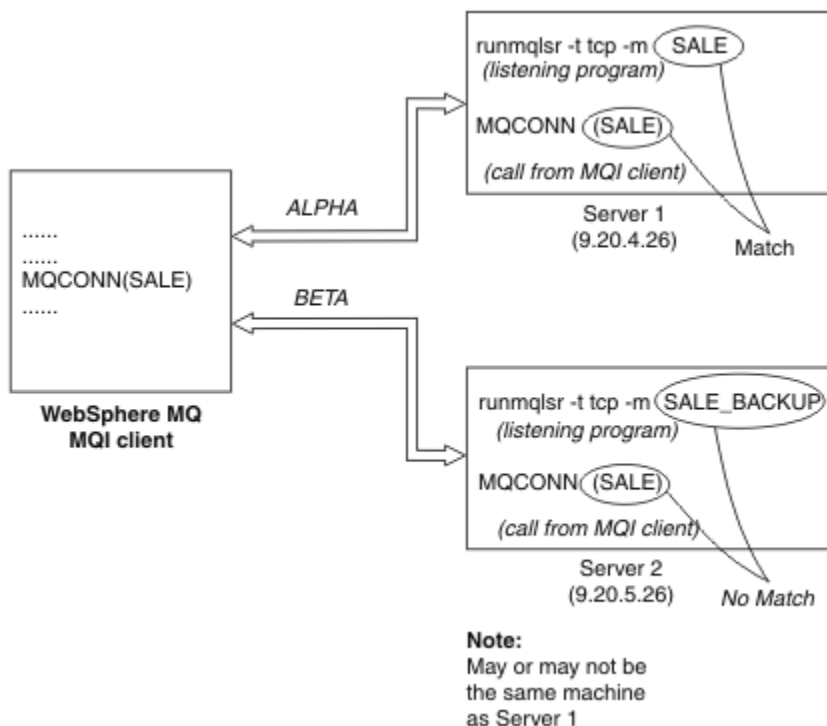 runmqlsr -t tcp -m SALE
(listening program)
MQCONN (SALE)
(call from MQI client)
Server 1
(9.20.4.26)
Match
ALPHA
......
......
MQCONN(SALE)
......
BETA
WebSphere MQ
MQI client
runmqlsr -t tcp -m SALE_BACKUP
(listening program)
MQCONN (SALE)
(call from MQI client)
Server 2
(9.20.5.26)
No Match
Note:
May or may not be
the same machine
as Server 1